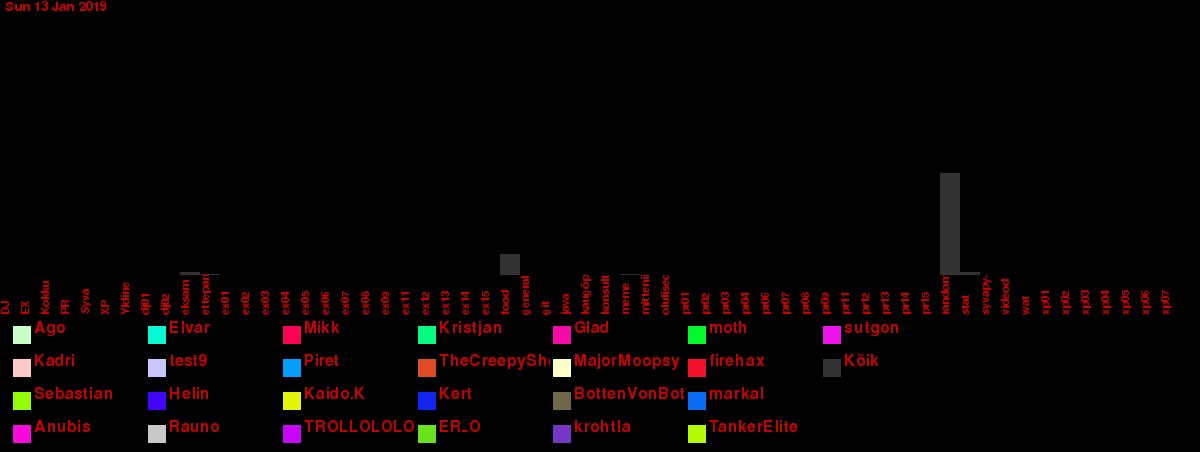 Sun 13 Jan 2019
DJ EX Kokku PR Syva XP Yldine dj01 dj02 eksam ettepan ex01 ex02 ex03 ex04 ex05 ex06 ex07 ex08 ex09 ex11 ex12 ex13 ex14 ex15 food general git java kaugõp konsult meme mittenii olulisec pr01 pr02 pr03 pr04 pr06 pr07 pr08 pr09 pr11 pr12 pr13 pr14 pr15 random stat syvapy- videod wat xp01 xp02 xp03 xp04 xp05 xp06 xp07
Ago Elvar Mikk Kristjan Glad moth sutgon
Kadri test9 Piret TheCreepySh MajorMoopsy firehax Kõik
Sebastian Helin Kaido.K Kert BottenVonBot markal
Anubis Rauno TROLLOLOLO ER_O krohtla TankerElite